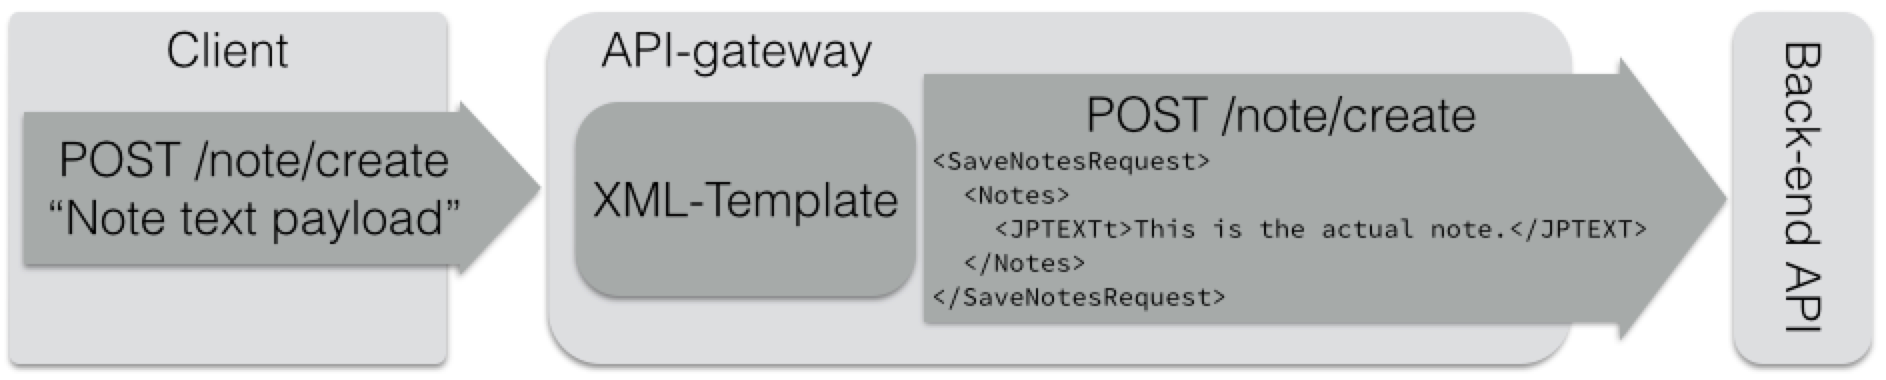 Client
POST /note/create
“Note text payload”
API-gateway
XML-Template
POST /note/create
<SaveNotesRequest>
  <Notes>
    <JPTEXTt>This is the actual note.</JPTEXT>
  </Notes>
</SaveNotesRequest>
Back-end API